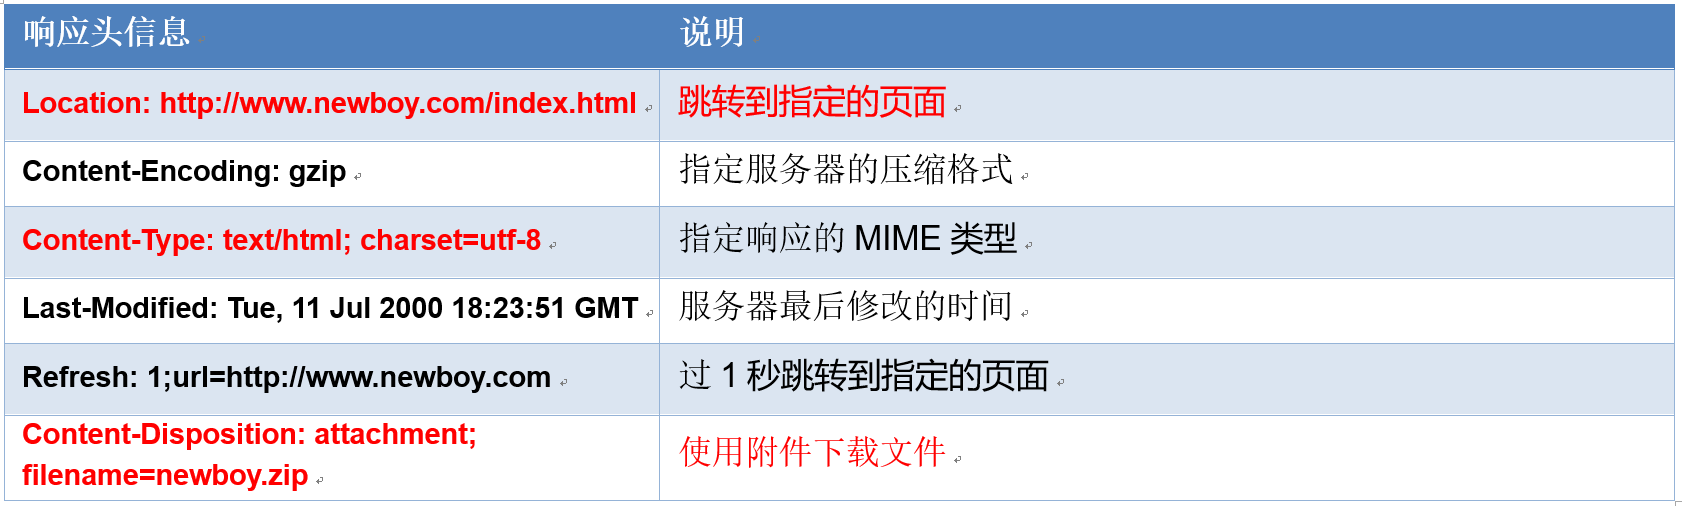 响应头信息 说明
Location: http://www.newboy.com/index.html 跳转到指定的页面
Content-Encoding: gzip 指定服务器的压缩格式
Content-Type: text/html; charset=utf-8 指定响应的 MIME 类型
Last-Modified: Tue, 11 Jul 2000 18:23:51 GMT 服务器最后修改的时间
Refresh: 1;url=http://www.newboy.com 过 1 秒跳转到指定的页面
Content-Disposition: attachment;
filename=newboy.zip 使用附件下载文件